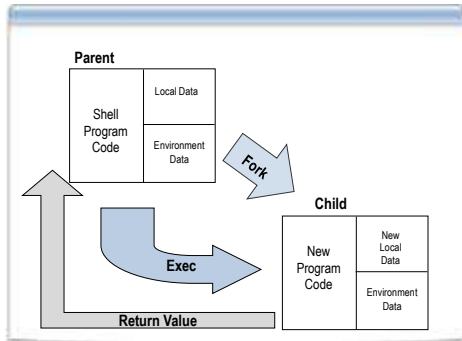 Parent
Shell
Program
Code
Local Data
Environment
Data
Fork
Child
New
Program
Code
New
Local
Data
Environment
Data
Exec
Return Value